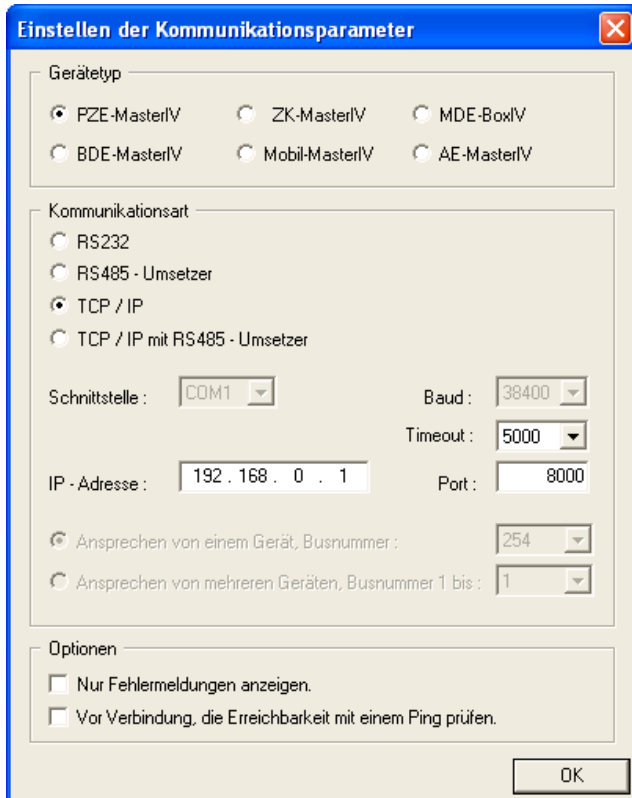 Einstellen der Kommunikationsparameter
Gerätetyp
PZE-MasterIV ZK-MasterIV MDE-BoxIV
BDE-MasterIV Mobil-MasterIV AE-MasterIV
Kommunikationsart
RS232
RS485 - Umsetzer
TCP / IP
TCP / IP mit RS485 - Umsetzer
Schnittstelle : COM1 Baud : 38400
Timeout : 5000
IP - Adresse : 192 . 168 . 0 . 1 Port : 8000
Ansprechen von einem Gerät, Busnummer : 254
Ansprechen von mehreren Geräten, Busnummer 1 bis : 1
Optionen
Nur Fehlermeldungen anzeigen.
Vor Verbindung, die Erreichbarkeit mit einem Ping prüfen.
OK